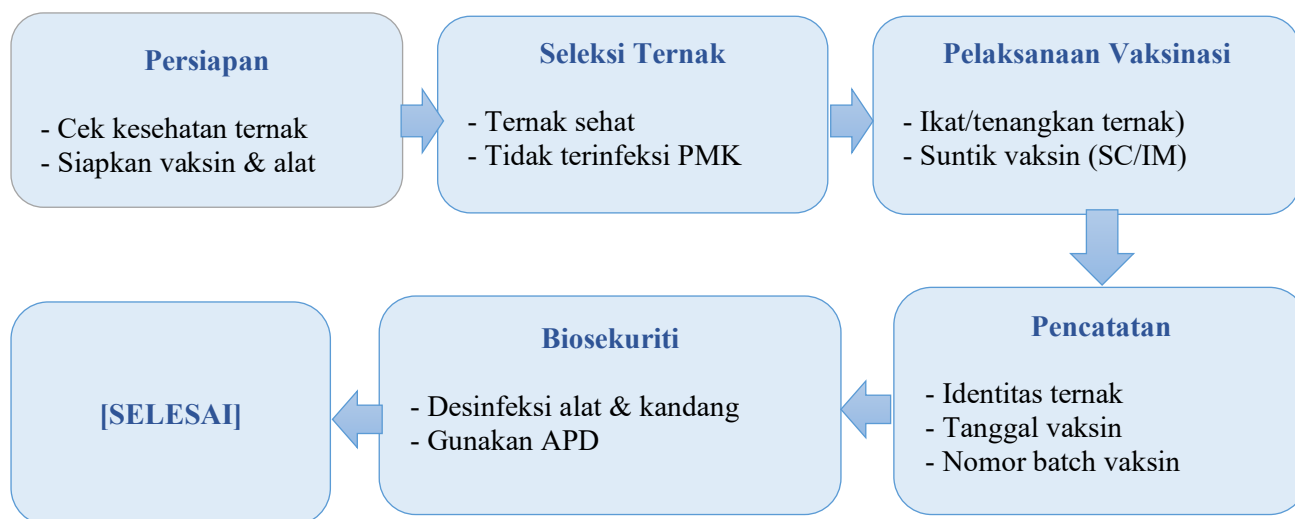 Persiapan
- Cek kesehatan ternak
- Siapkan vaksin & alat
Seleksi Ternak
- Ternak sehat
- Tidak terinfeksi PMK
Pelaksanaan Vaksinasi
- Ikat/tenangkan ternak)
- Suntik vaksin (SC/IM)
Pencatatan
- Identitas ternak
- Tanggal vaksin
- Nomor batch vaksin
Biosekuriti
- Desinfeksi alat & kandang
- Gunakan APD
[SELESAI]